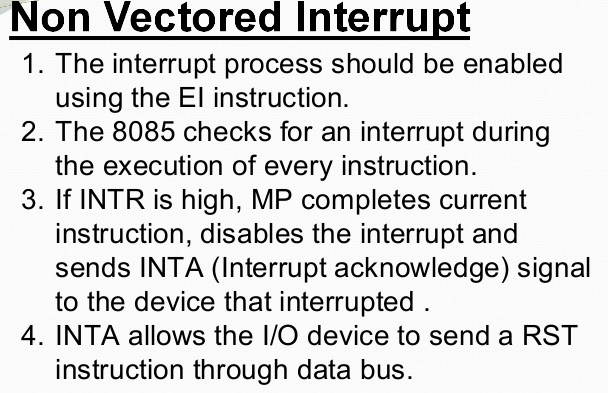 Non Vectored Interrupt
1. The interrupt process should be enabled
using the EI instruction.
2. The 8085 checks for an interrupt during
the execution of every instruction.
3. If INTR is high, MP completes current
instruction, disables the interrupt and
sends INTA (Interrupt acknowledge) signal
to the device that interrupted .
4. INTA allows the I/O device to send a RST
instruction through data bus.